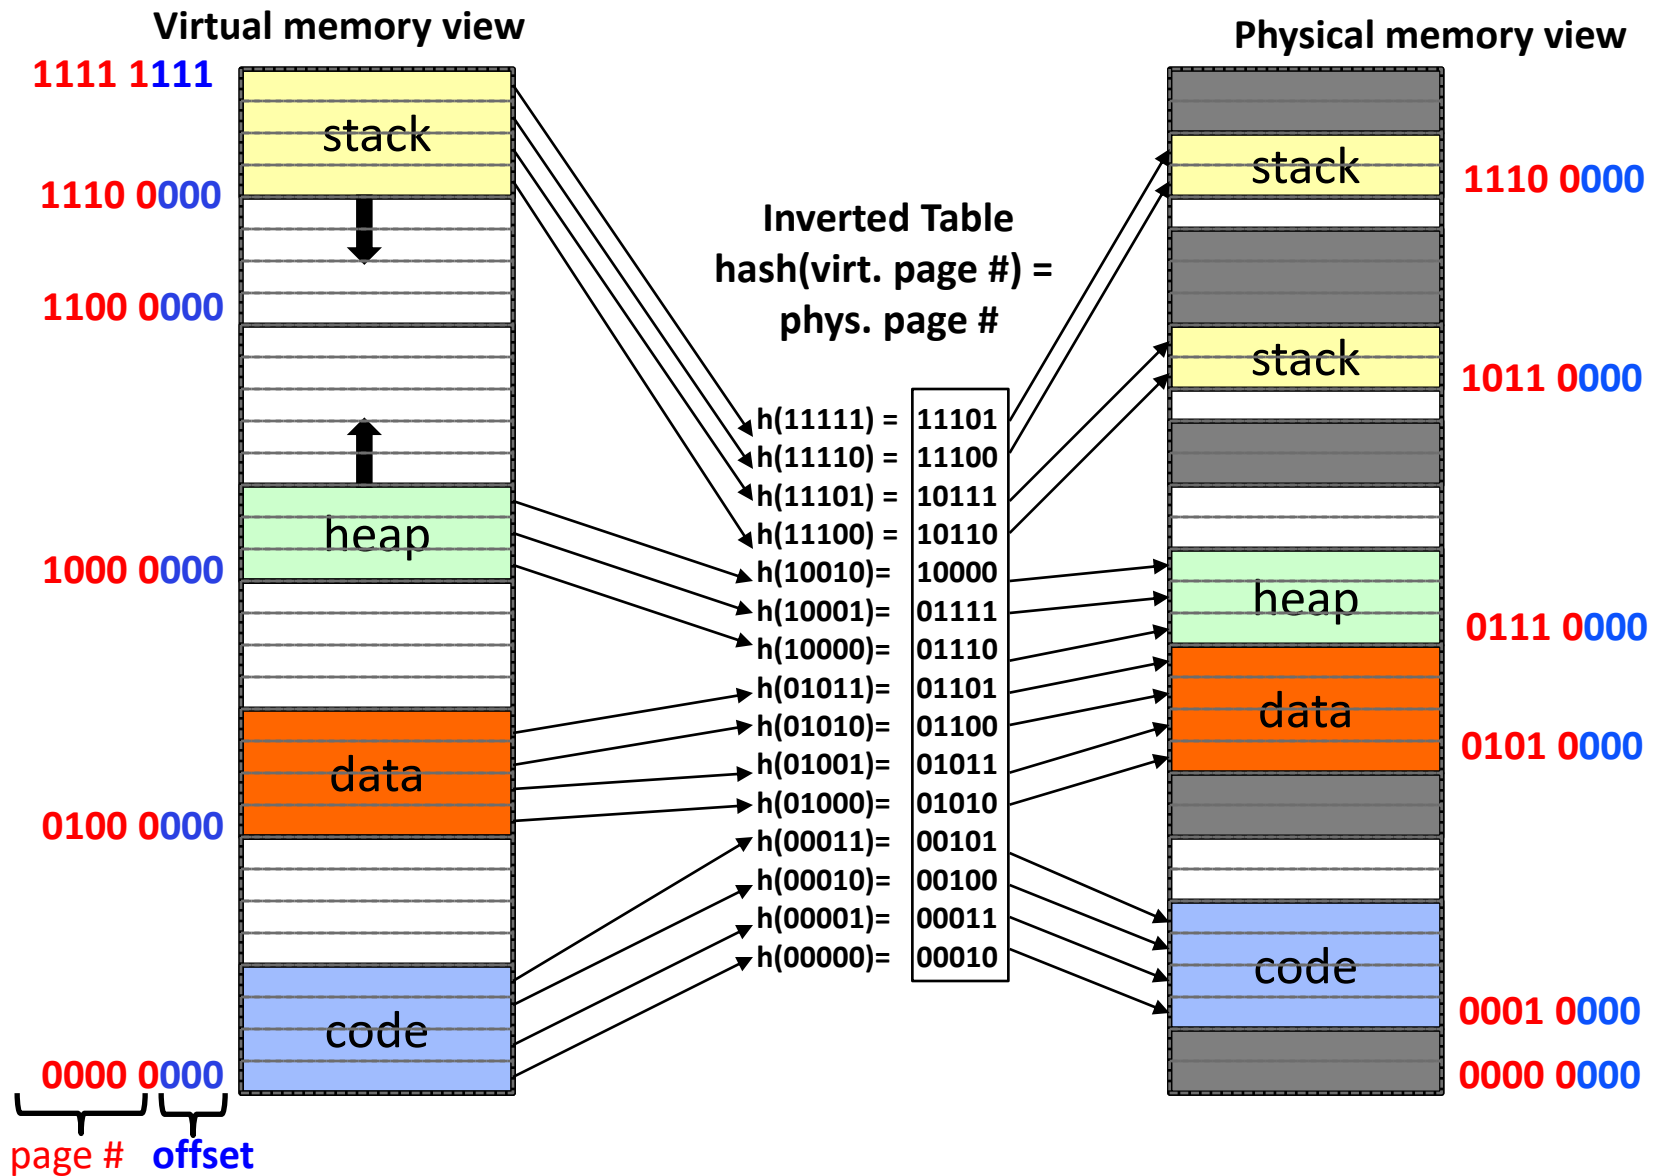 Virtual memory view
Physical memory view
1111 1111
stack
1110 0000
1100 0000
heap
1000 0000
data
0100 0000
code
0000 0000
page # offset
Inverted Table
hash(virt. page #) =
phys. page #
h(11111) = 11101
h(11110) = 11100
h(11101) = 10111
h(11100) = 10110
h(10010)= 10000
h(10001)= 01111
h(10000)= 01110
h(01011)= 01101
h(01010)= 01100
h(01001)= 01011
h(01000)= 01010
h(00011)= 00101
h(00010)= 00100
h(00001)= 00011
h(00000)= 00010
stack 1110 0000
stack 1011 0000
heap
0111 0000
data
0101 0000
code
0001 0000
0000 0000